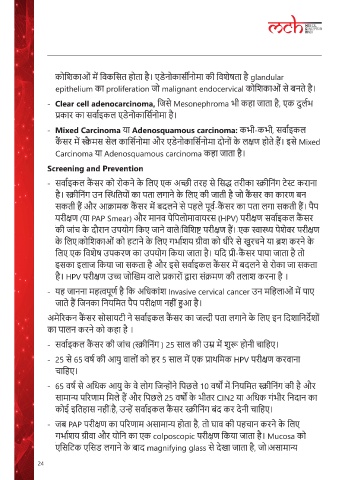 mch
कोशिकाओं में विकसित होता है। एडेनोकार्सीनोमा की विशेषता है glandular
epithelium का proliferation जो malignant endocervical कोशिकाओं से बनते है।
- Clear cell adenocarcinoma, जिसे Mesonephroma भी कहा जाता है, एक दुर्लभ
प्रकार का सर्वाइकल एडेनोकार्सिनोमा है।
- Mixed Carcinoma या Adenosquamous carcinoma: कभी-कभी, सर्वाइकल
कैंसर में स्क्वैमस सेल कार्सिनोमा और एडेनोकार्सिनोमा दोनों के लक्षण होते हैं। इसे Mixed
Carcinoma या Adenosquamous carcinoma कहा जाता है।
Screening and Prevention
- सर्वाइकल कैंसर को रोकने के लिए एक अच्छी तरह से सिद्ध तरीका स्क्रीनिंग टेस्ट कराना
है। स्क्रीनिंग उन स्थितियों का पता लगाने के लिए की जाती है जो कैंसर का कारण बन
सकती हैं और आक्रामक कैंसर में बदलने से पहले पूर्व-कैंसर का पता लगा सकती हैं। पैप
परीक्षण (या PAP Smear) और मानव पेपिलोमावायरस (HPV) परीक्षण सर्वाइकल कैंसर
की जांच के दौरान उपयोग किए जाने वाले विशिष्ट परीक्षण हैं। एक स्वास्थ्य पेशेवर परीक्षण
के लिए कोशिकाओं को हटाने के लिए गर्भाशय ग्रीवा को धीरे से खुरचने या ब्रश करने के
लिए एक विशेष उपकरण का उपयोग किया जाता है। यदि प्री-कैंसर पाया जाता है तो
इसका इलाज किया जा सकता है और इसे सर्वाइकल कैंसर में बदलने से रोका जा सकता
है। HPV परीक्षण उच्च जोखिम वाले प्रकारों द्वारा संक्रमण की तलाश करना है ।
- यह जानना महत्वपूर्ण है कि अधिकांश Invasive cervical cancer उन महिलाओं में पाए
जाते हैं जिनका नियमित पैप परीक्षण नहीं हुआ है।
अमेरिकन कैंसर सोसायटी ने सर्वाइकल कैंसर का जल्दी पता लगाने के लिए इन दिशानिर्देशों
का पालन करने को कहा है ।
- सर्वाइकल कैंसर की जांच (स्क्रीनिंग ) 25 साल की उम्र में शुरू होनी चाहिए।
- 25 से 65 वर्ष की आयु वालों को हर 5 साल में एक प्राथमिक HPV परीक्षण करवाना
चाहिए।
- 65 वर्ष से अधिक आयु के वे लोग जिन्होंने पिछले 10 वर्षों में नियमित स्क्रीनिंग की है और
सामान्य परिणाम मिले हैं और पिछले 25 वर्षों के भीतर CIN2 या अधिक गंभीर निदान का
कोई इतिहास नहीं है, उन्हें सर्वाइकल कैंसर स्क्रीनिंग बंद कर देनी चाहिए।
- जब PAP परीक्षण का परिणाम असामान्य होता है, तो घाव की पहचान करने के लिए
गर्भाशय ग्रीवा और योनि का एक colposcopic परीक्षण किया जाता है। Mucosa को
एसिटिक एसिड लगाने के बाद magnifying glass से देखा जाता है, जो असामान्य
24